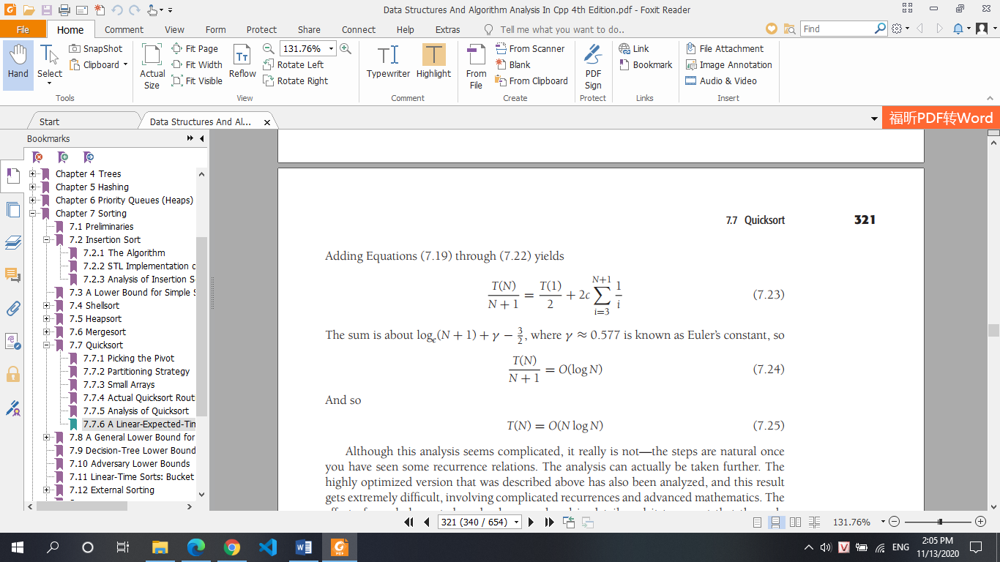 Data Structures And Algorithm Analysis In Cpp 4th Edition.pdf - Foxit Reader
File Home Comment View Form Protect Share Connect Help Extras Tell me what you want to do.. Find
Hand
Select
SnapShot
Clipboard
Tools
Actual Size
Fit Page
Fit Width
Fit Visible
Reflow
131.76%
Rotate Left
Rotate Right
View
Typewriter
Highlight
Comment
From File
From Scanner
Blank
From Clipboard
Create
PDF Sign
Protect
Link
Bookmark
Links
File Attachment
Image Annotation
Audio & Video
Insert
Start
Data Structures And Al...
福昕PDF转Word
Bookmarks
Chapter 4 Trees
Chapter 5 Hashing
Chapter 6 Priority Queues (Heaps)
Chapter 7 Sorting
7.1 Preliminaries
7.2 Insertion Sort
7.2.1 The Algorithm
7.2.2 STL Implementation o
7.2.3 Analysis of Insertion S
7.3 A Lower Bound for Simple S
7.4 Shellsort
7.5 Heapsort
7.6 Mergesort
7.7 Quicksort
7.7.1 Picking the Pivot
7.7.2 Partitioning Strategy
7.7.3 Small Arrays
7.7.4 Actual Quicksort Rout
7.7.5 Analysis of Quicksort
7.7.6 A Linear-Expected-Tim
7.8 A General Lower Bound for
7.9 Decision-Tree Lower Bound
7.10 Adversary Lower Bounds
7.11 Linear-Time Sorts: Bucket
7.12 External Sorting
7.7 Quicksort 321
Adding Equations (7.19) through (7.22) yields
T(N)/(N + 1) = T(1)/2 + 2c ∑_{i=3}^{N+1} 1/i (7.23)
The sum is about log_e(N + 1) + γ − 3/2, where γ ≈ 0.577 is known as Euler's constant, so
T(N)/(N + 1) = O(log N) (7.24)
And so
T(N) = O(N log N) (7.25)
Although this analysis seems complicated, it really is not—the steps are natural once
you have seen some recurrence relations. The analysis can actually be taken further. The
highly optimized version that was described above has also been analyzed, and this result
gets extremely difficult, involving complicated recurrences and advanced mathematics. The
321 (340 / 654)
131.76%
ENG
2:05 PM
11/13/2020